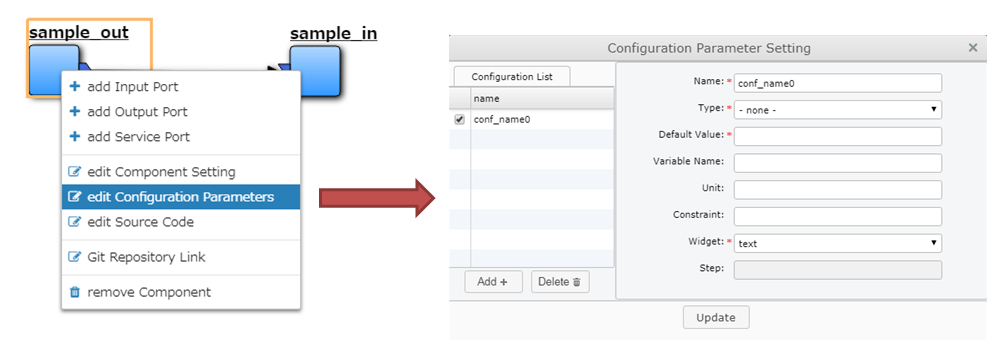 sample_out
sample_in
add Input Port
add Output Port
add Service Port
edit Component Setting
edit Configuration Parameters
edit Source Code
Git Repository Link
remove Component
Configuration Parameter Setting
Configuration List
name
conf_name0
Add +
Delete
Name: * conf_name0
Type: * - none -
Default Value: *
Variable Name:
Unit:
Constraint:
Widget: * text
Step:
Update